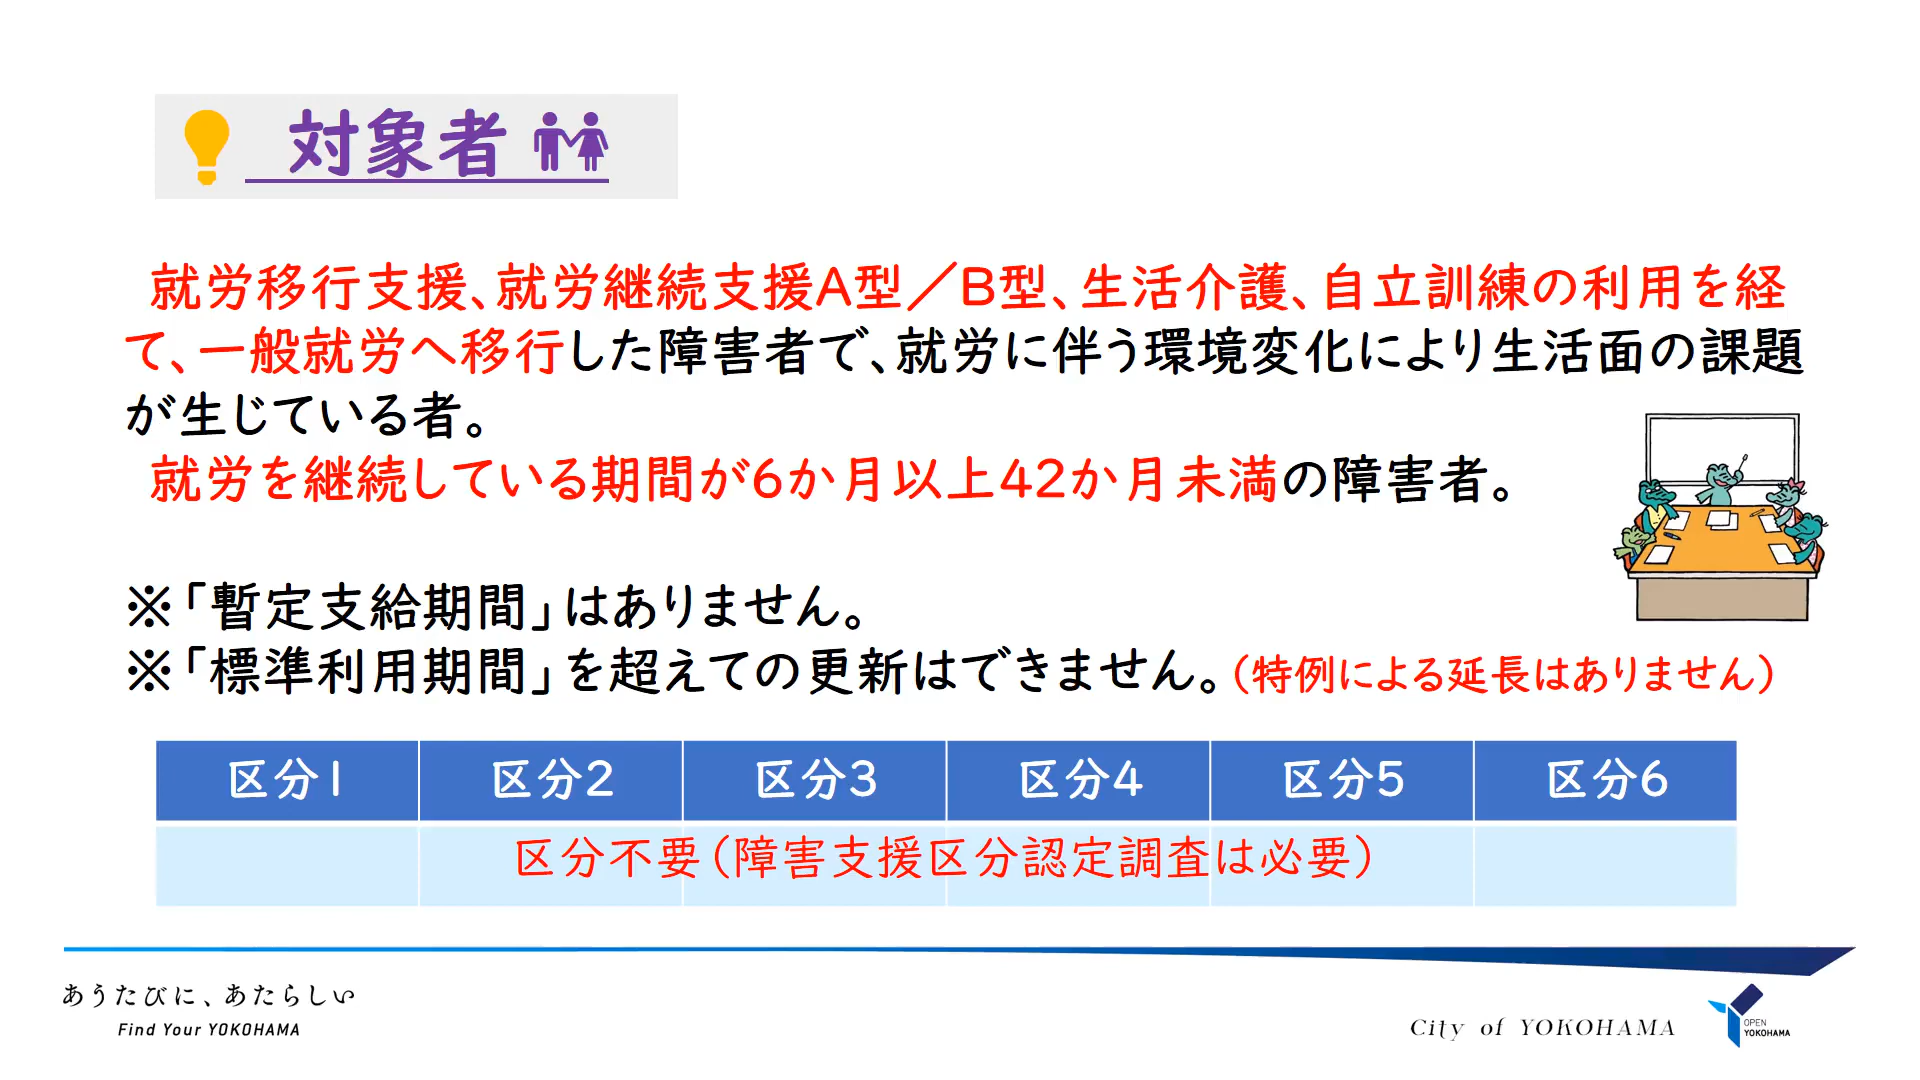 対象者
就労移行支援、就労継続支援A型／B型、生活介護、自立訓練の利用を経
て、一般就労へ移行した障害者で、就労に伴う環境変化により生活面の課題
が生じている者。
就労を継続している期間が6か月以上42か月未満の障害者。
※「暫定支給期間」はありません。
※「標準利用期間」を超えての更新はできません。（特例による延長はありません）
区分1 区分2 区分3 区分4 区分5 区分6
区分不要（障害支援区分認定調査は必要）
あうたびに、あたらしい
Find Your YOKOHAMA
City of YOKOHAMA
OPEN
YOKOHAMA